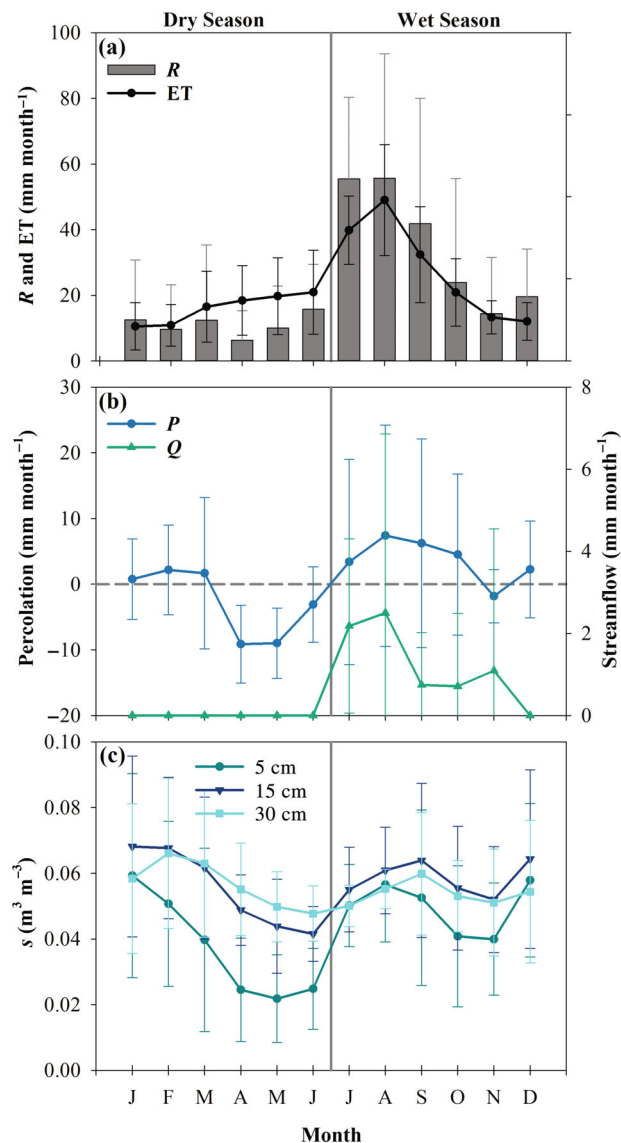 Dry Season Wet Season
(a)
R
ET
R and ET (mm month⁻¹)
100
80
60
40
20
0
(b)
P
Q
Percolation (mm month⁻¹)
30
20
10
0
−10
−20
Streamflow (mm month⁻¹)
8
6
4
2
0
(c)
5 cm
15 cm
30 cm
s (m³ m⁻³)
0.10
0.08
0.06
0.04
0.02
0.00
J F M A M J J A S O N D
Month